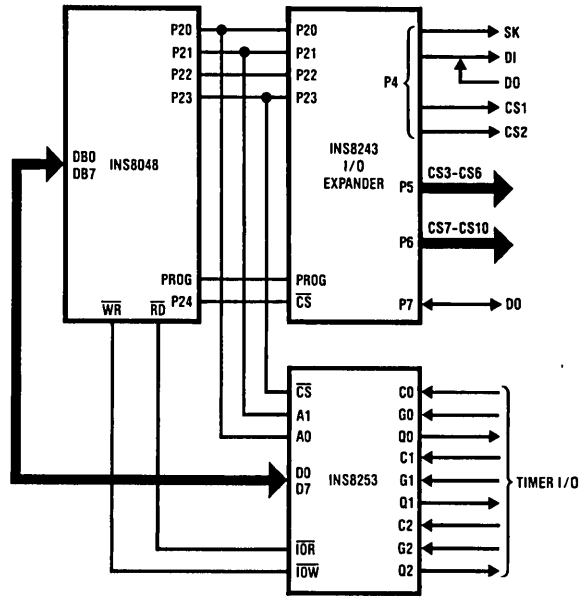 P20 P20 SK
P21 P21 DI
P22 P22 P4 DO
P23 P23 CS1
CS2
DB0
DB7
INS8048
INS8243
I/O
EXPANDER
P5 CS3-CS6
P6 CS7-CS10
PROG PROG
P24 CS
P7 DO
WR RD
CS C0
A1 G0
A0 Q0
D0
D7
INS8253
C1
G1
Q1
TIMER I/O
C2
IOR G2
IOW Q2